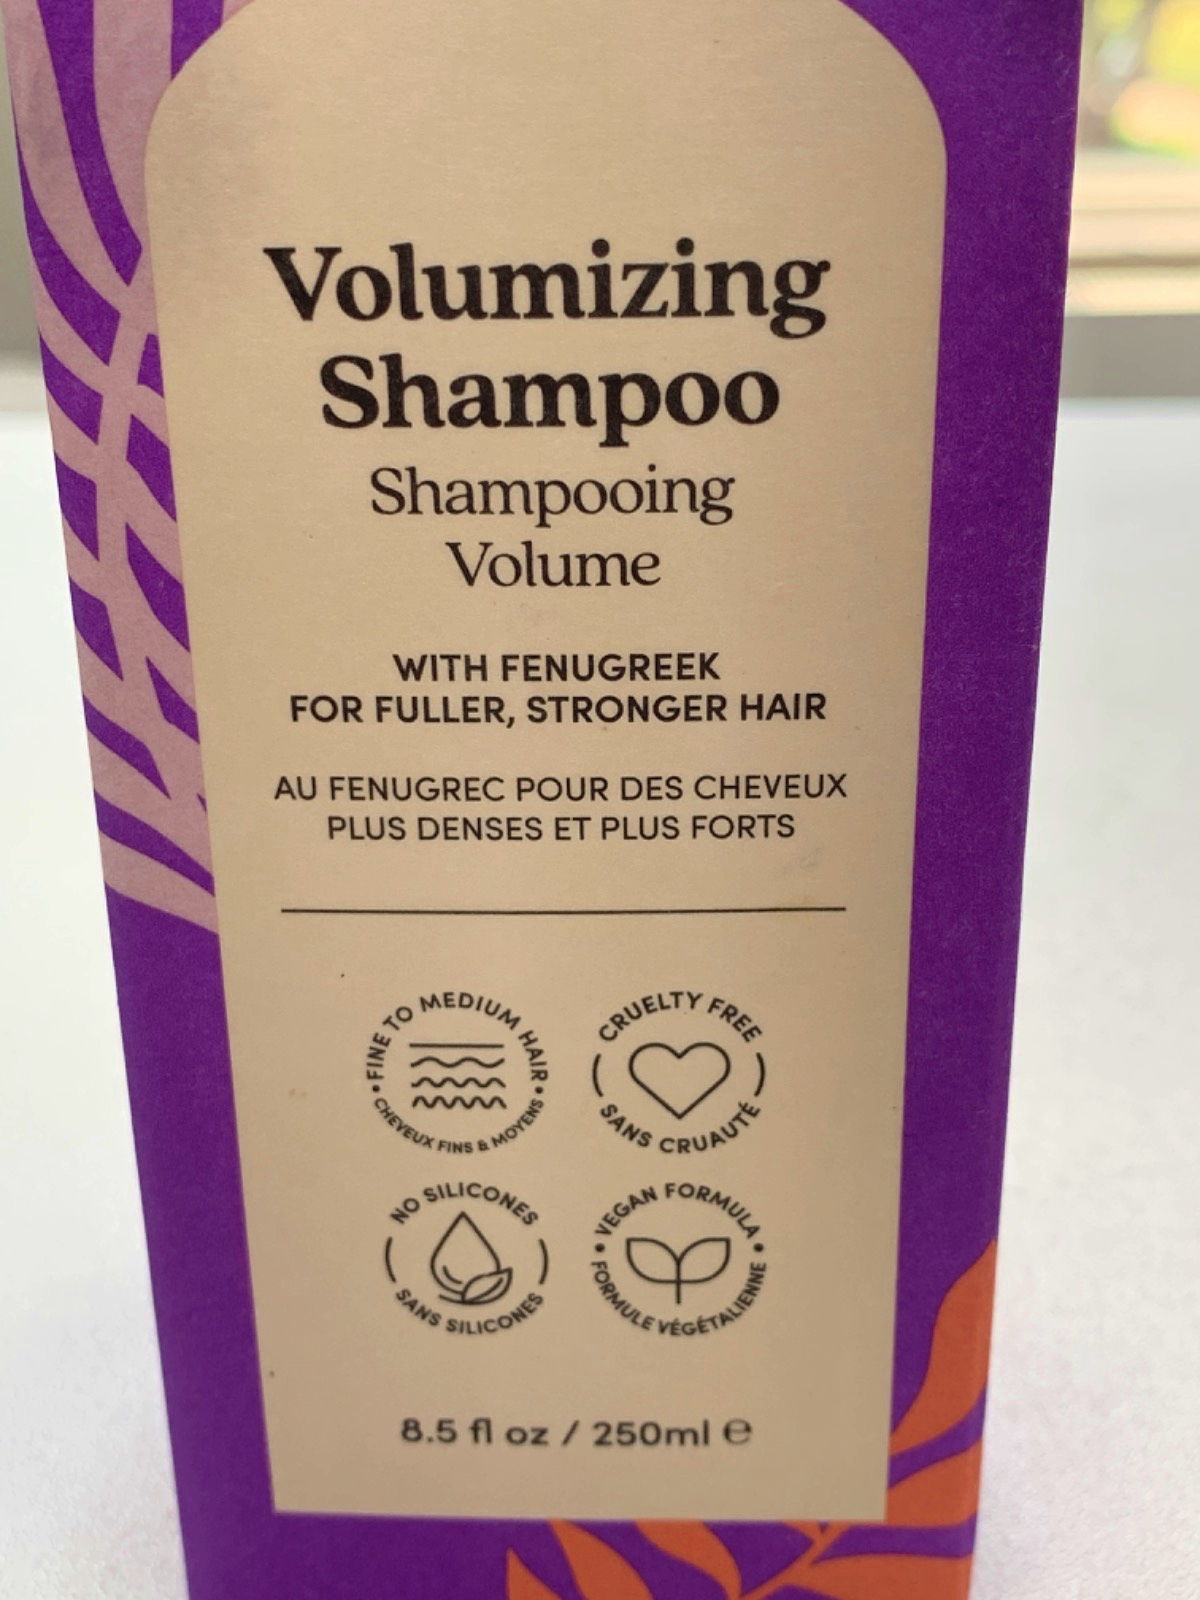 Volumizing
Shampoo
Shampooing
Volume
WITH FENUGREEK
FOR FULLER, STRONGER HAIR
AU FENUGREC POUR DES CHEVEUX
PLUS DENSES ET PLUS FORTS
• FINE TO MEDIUM HAIR •
CHEVEUX FINS & MOYENS
CRUELTY FREE
SANS CRUAUTÉ
NO SILICONES
SANS SILICONES
• VEGAN FORMULA •
FORMULE VÉGÉTALIENNE
8.5 fl oz / 250ml ℮